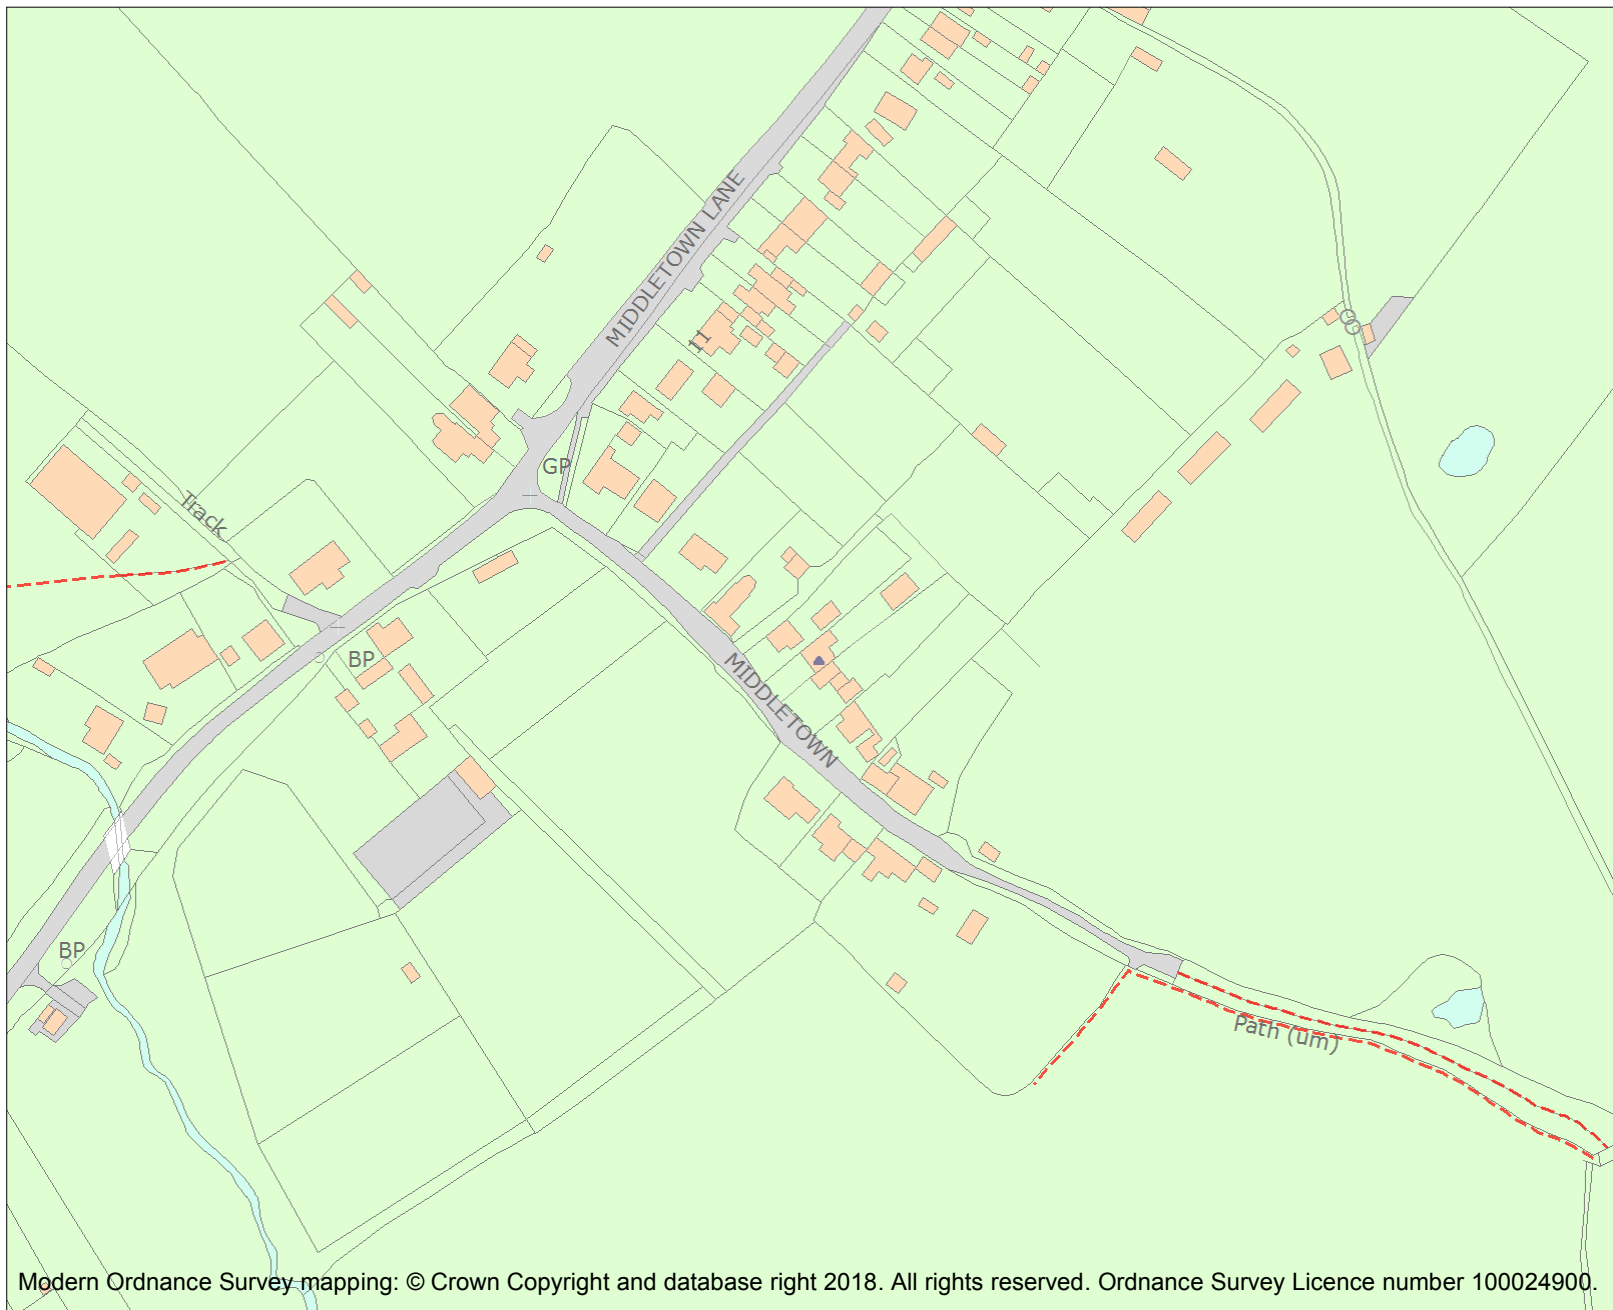 MIDDLETOWN LANE
11
GP
Track
BP
MIDDLETOWN
BP
Path (um)
Modern Ordnance Survey mapping: © Crown Copyright and database right 2018. All rights reserved. Ordnance Survey Licence number 100024900.